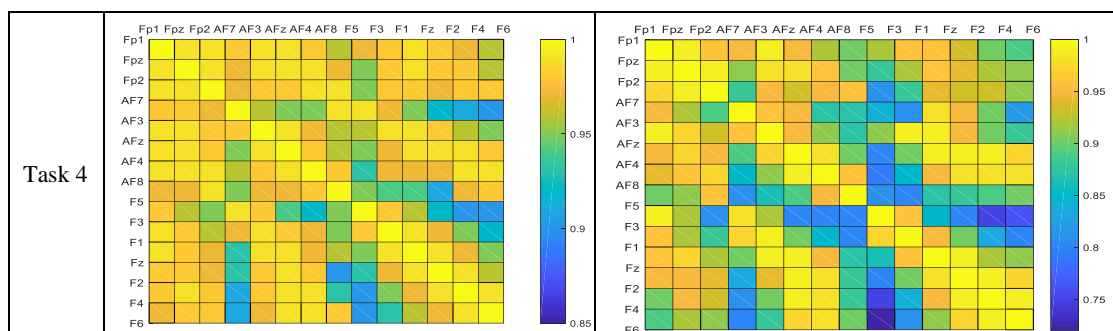 Task 4
Fp1 Fpz Fp2 AF7 AF3 AFz AF4 AF8 F5 F3 F1 Fz F2 F4 F6
Fp1
Fpz
Fp2
AF7
AF3
AFz
AF4
AF8
F5
F3
F1
Fz
F2
F4
F6
1
0.95
0.9
0.85
Fp1 Fpz Fp2 AF7 AF3 AFz AF4 AF8 F5 F3 F1 Fz F2 F4 F6
Fp1
Fpz
Fp2
AF7
AF3
AFz
AF4
AF8
F5
F3
F1
Fz
F2
F4
F6
1
0.95
0.9
0.85
0.8
0.75